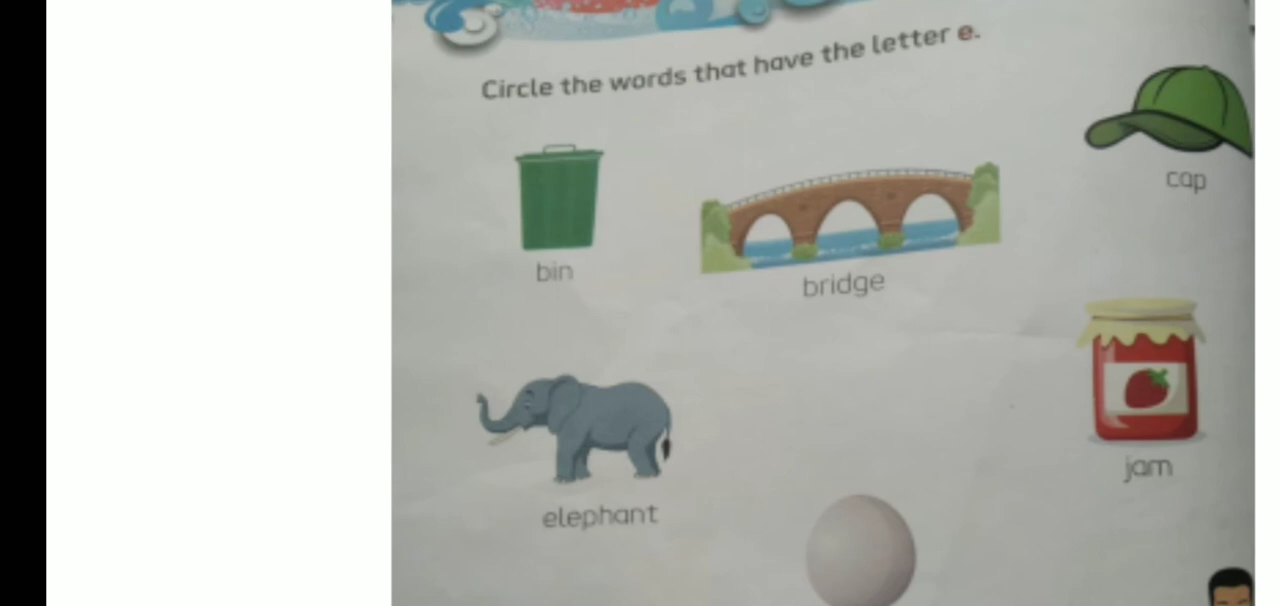 Circle the words that have the letter e.
cap
bin
bridge
jam
elephant